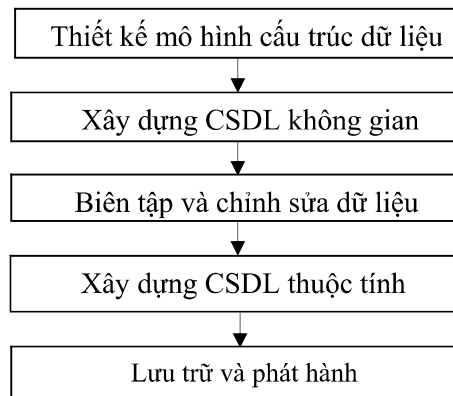 Thiết kế mô hình cấu trúc dữ liệu
Xây dựng CSDL không gian
Biên tập và chỉnh sửa dữ liệu
Xây dựng CSDL thuộc tính
Lưu trữ và phát hành